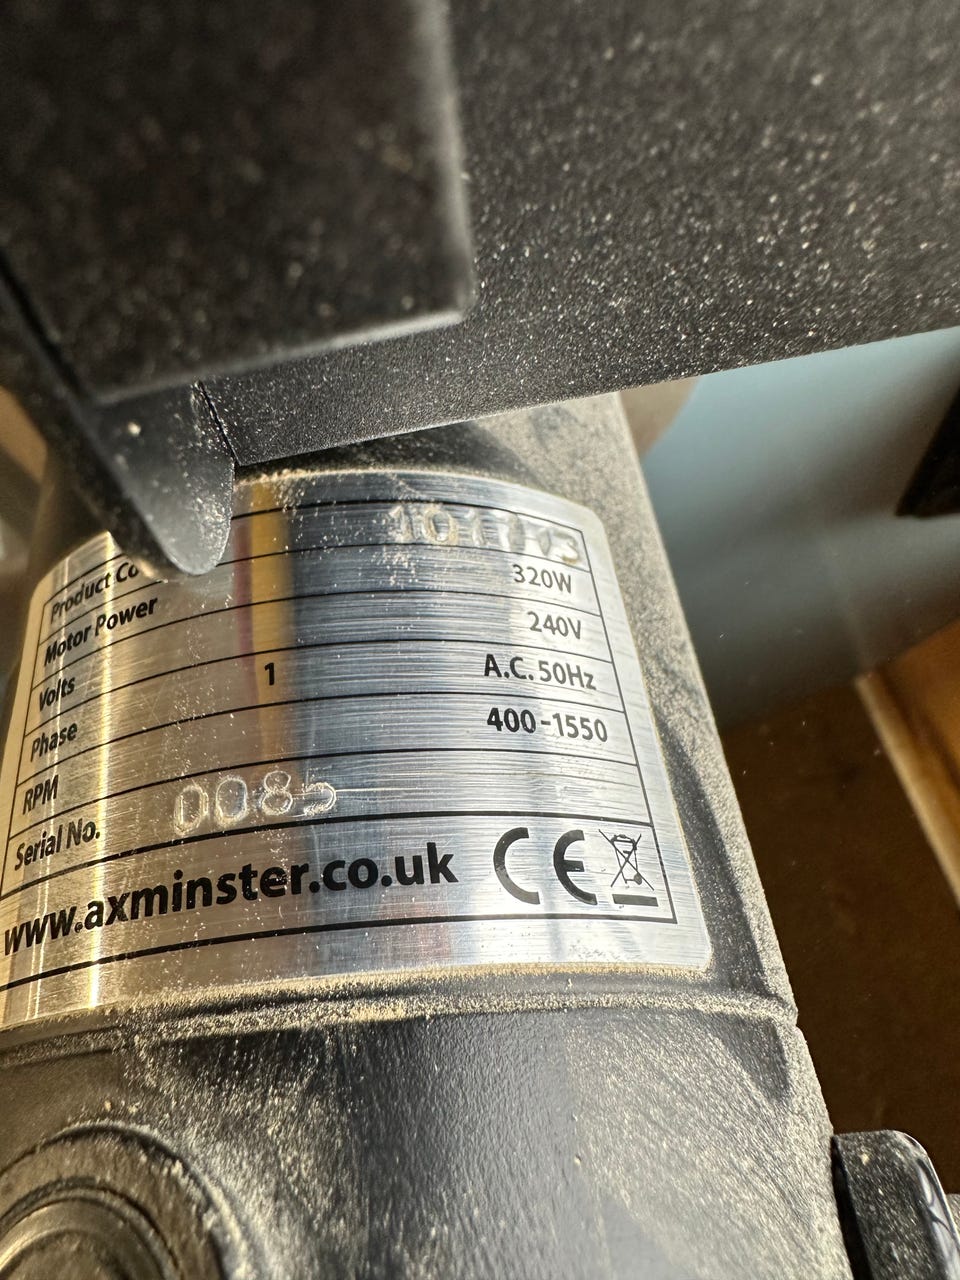 Product Co
Motor Power 320W
Volts 240V
Phase 1 A.C. 50Hz
RPM 400-1550
Serial No. 0085
www.axminster.co.uk CE